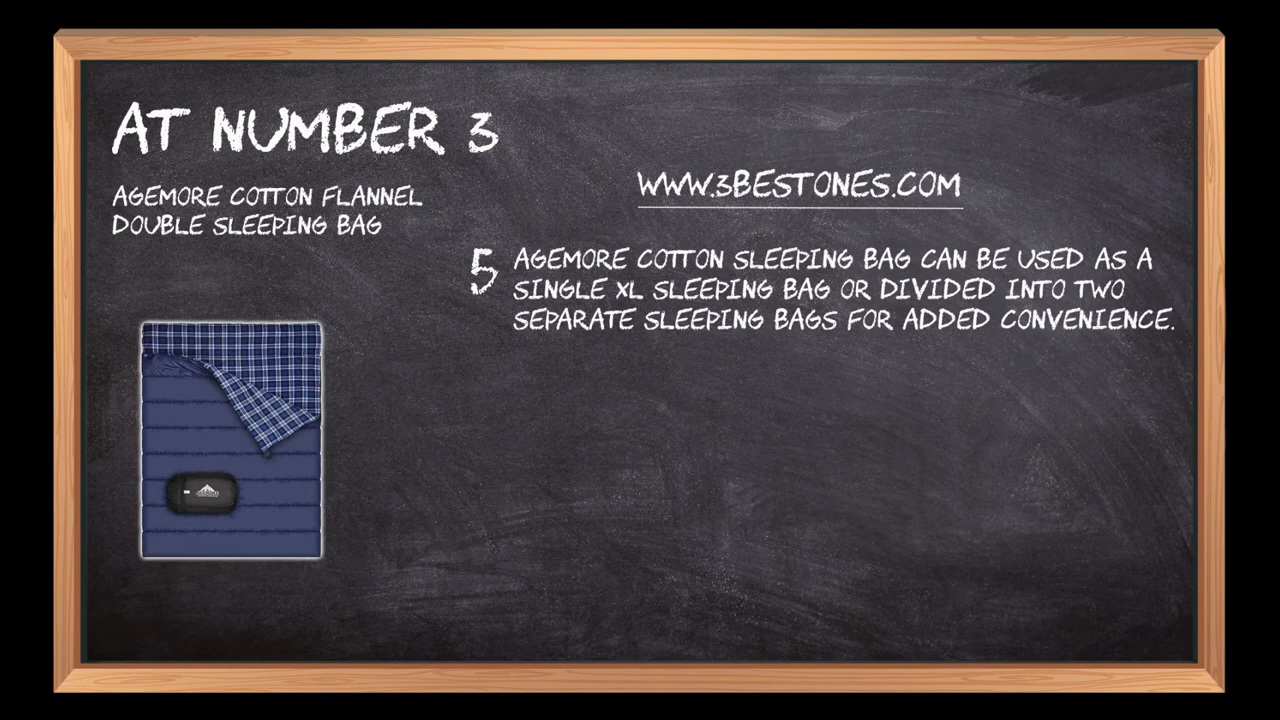 AT NUMBER 3
AGEMORE COTTON FLANNEL
DOUBLE SLEEPING BAG
WWW.3BESTONES.COM
5 AGEMORE COTTON SLEEPING BAG CAN BE USED AS A
SINGLE XL SLEEPING BAG OR DIVIDED INTO TWO
SEPARATE SLEEPING BAGS FOR ADDED CONVENIENCE.